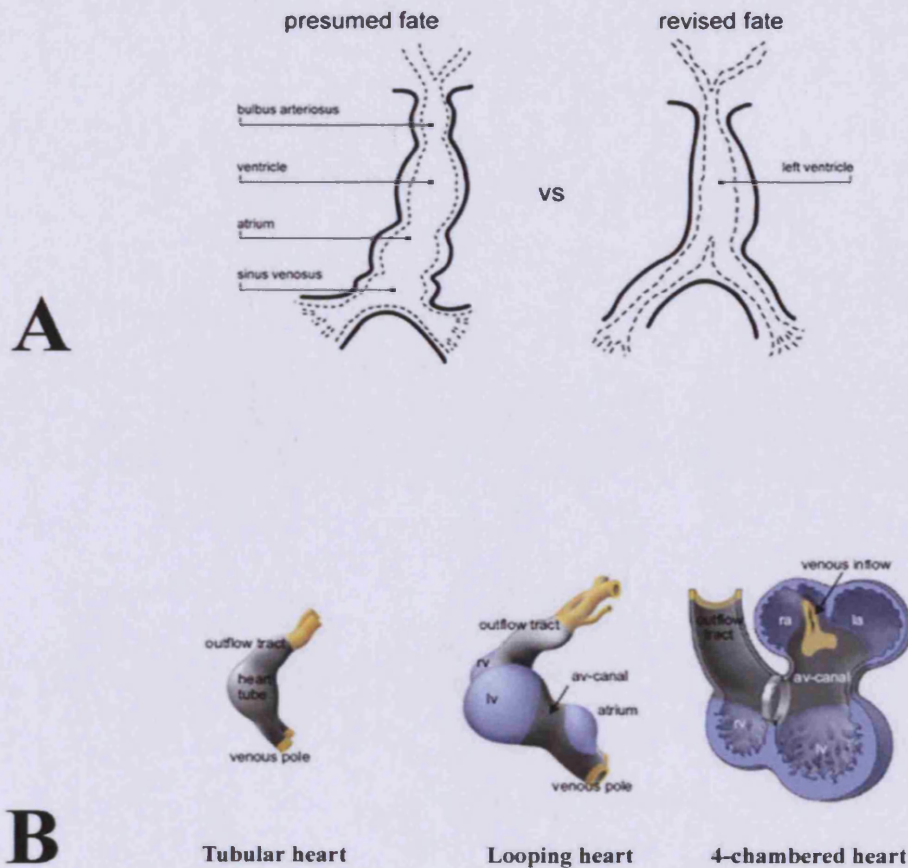 presumed fate
revised fate
bulbus arteriosus
ventricle
atrium
sinus venosus
vs
left ventricle
A
outflow tract
heart
tube
venous pole
outflow tract
rv
lv
av-canal
atrium
venous pole
venous inflow
outflow
tract
ra
la
av-canal
rv
lv
B
Tubular heart
Looping heart
4-chambered heart